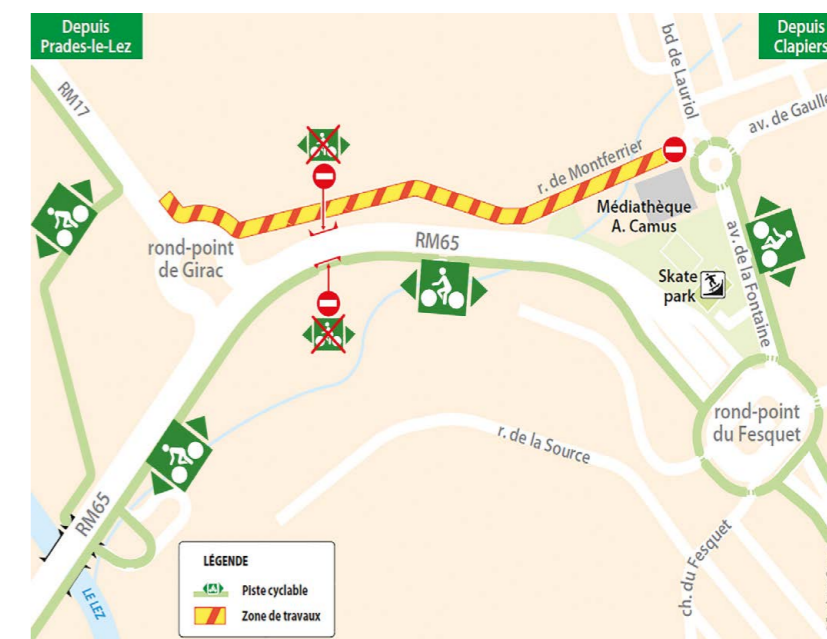 Depuis
Prades-le-Lez
Depuis
Clapiers
bd de Lauriol
av. de Gaulle
RM17
r. de Montferrier
Médiathèque
A. Camus
rond-point
de Girac
RM65
Skate
park
av. de la Fontaine
rond-point
du Fesquet
r. de la Source
RM65
LE LEZ
ch. du Fesquet
LÉGENDE
Piste cyclable
Zone de travaux